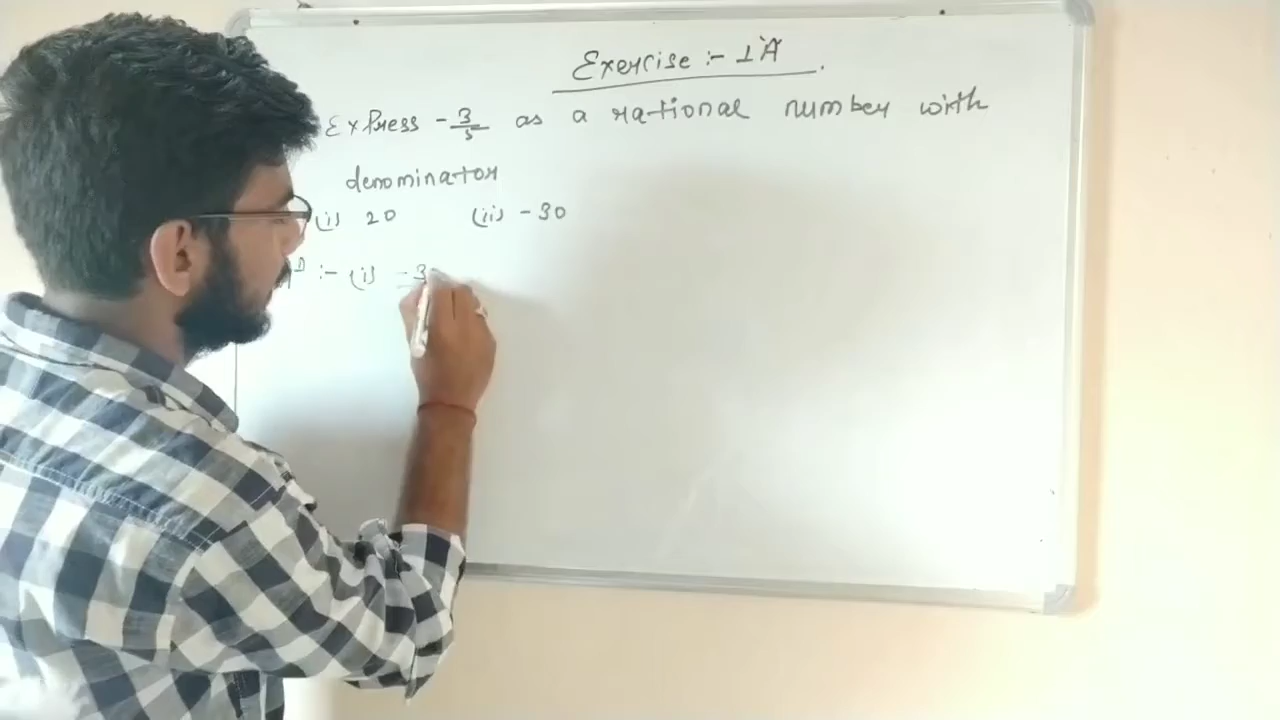 Exercise :- 1A
Express -3/5 as a rational number with
denominator
(i) 20 (ii) -30
:- (i) -3